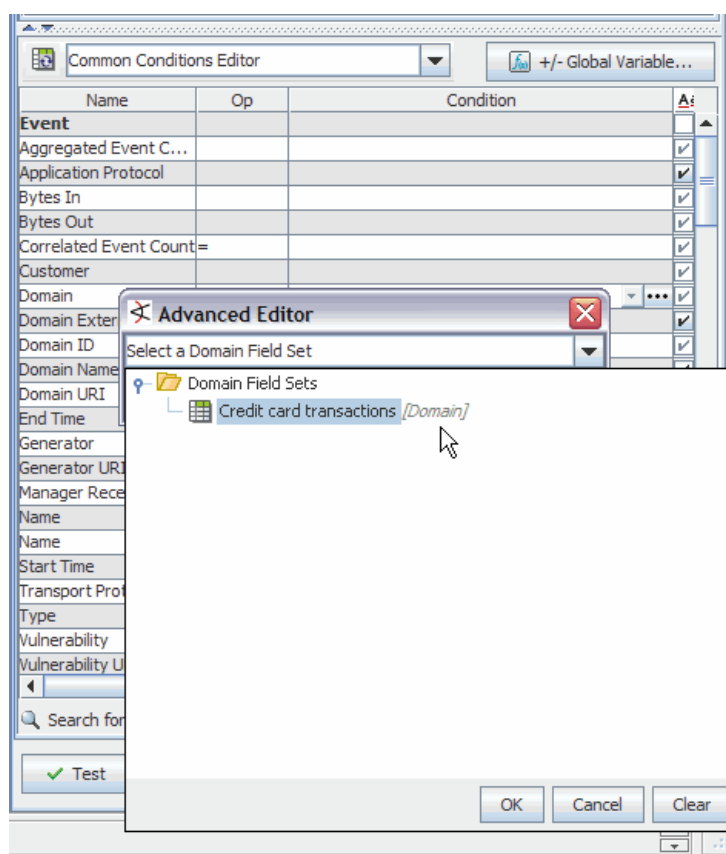 Common Conditions Editor
+/- Global Variable...
Name Op Condition
Event
Aggregated Event C...
Application Protocol
Bytes In
Bytes Out
Correlated Event Count =
Customer
Domain
Domain Exter
Domain ID
Domain Name
Domain URI
End Time
Generator
Generator URI
Manager Rece
Name
Name
Start Time
Transport Prot
Type
Vulnerability
Vulnerability U
Search for
Test
Advanced Editor
Select a Domain Field Set
Domain Field Sets
Credit card transactions [Domain]
OK Cancel Clear